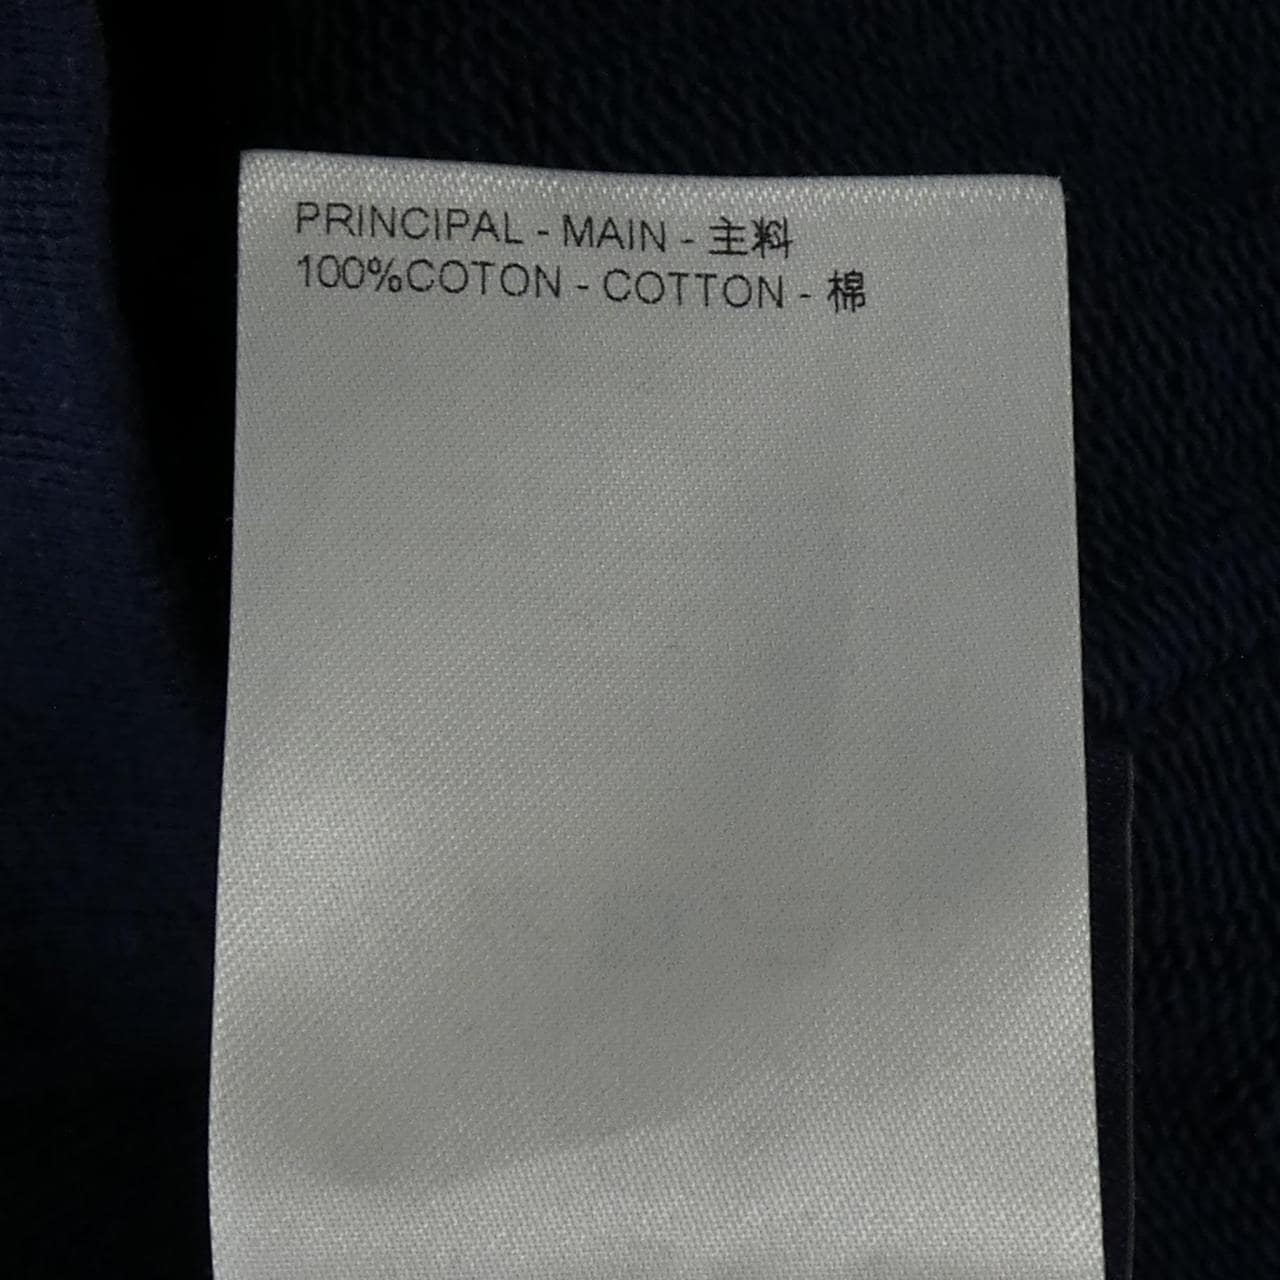 PRINCIPAL - MAIN - 主料
100%COTON - COTTON - 棉